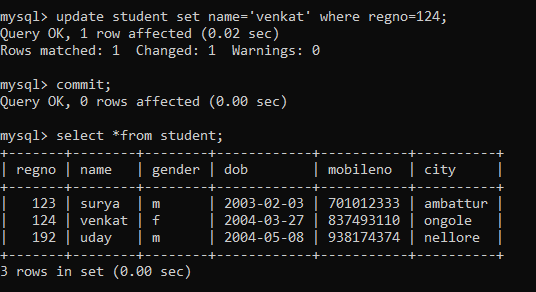 mysql> update student set name='venkat' where regno=124;
Query OK, 1 row affected (0.02 sec)
Rows matched: 1  Changed: 1  Warnings: 0

mysql> commit;
Query OK, 0 rows affected (0.00 sec)

mysql> select *from student;
+-------+--------+--------+------------+-----------+----------+
| regno | name   | gender | dob        | mobileno  | city     |
+-------+--------+--------+------------+-----------+----------+
|   123 | surya  | m      | 2003-02-03 | 701012333 | ambattur |
|   124 | venkat | f      | 2004-03-27 | 837493110 | ongole   |
|   192 | uday   | m      | 2004-05-08 | 938174374 | nellore  |
+-------+--------+--------+------------+-----------+----------+
3 rows in set (0.00 sec)